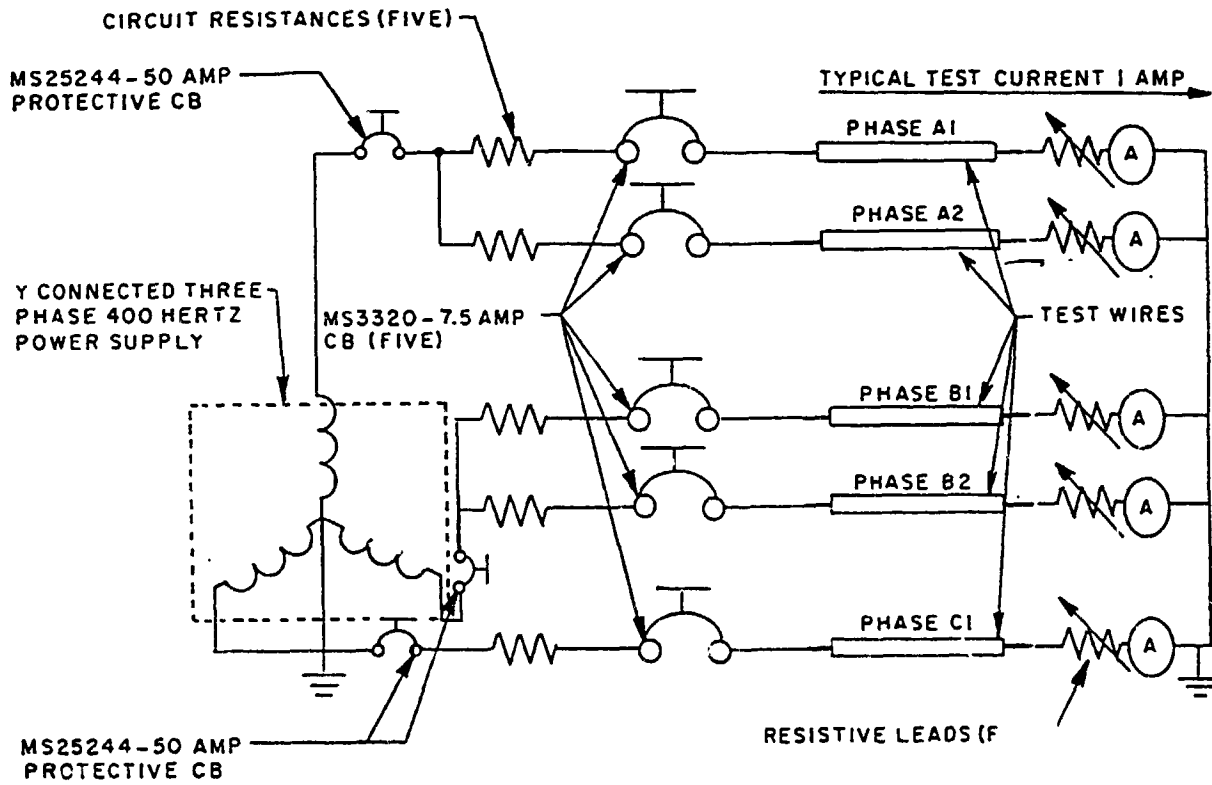 CIRCUIT RESISTANCES (FIVE)
MS25244-50 AMP
PROTECTIVE CB
TYPICAL TEST CURRENT 1 AMP
PHASE A1
A
PHASE A2
A
Y CONNECTED THREE
PHASE 400 HERTZ
POWER SUPPLY
MS3320-7.5 AMP
CB (FIVE)
TEST WIRES
PHASE B1
A
PHASE B2
A
PHASE C1
A
RESISTIVE LEADS (F
MS25244-50 AMP
PROTECTIVE CB